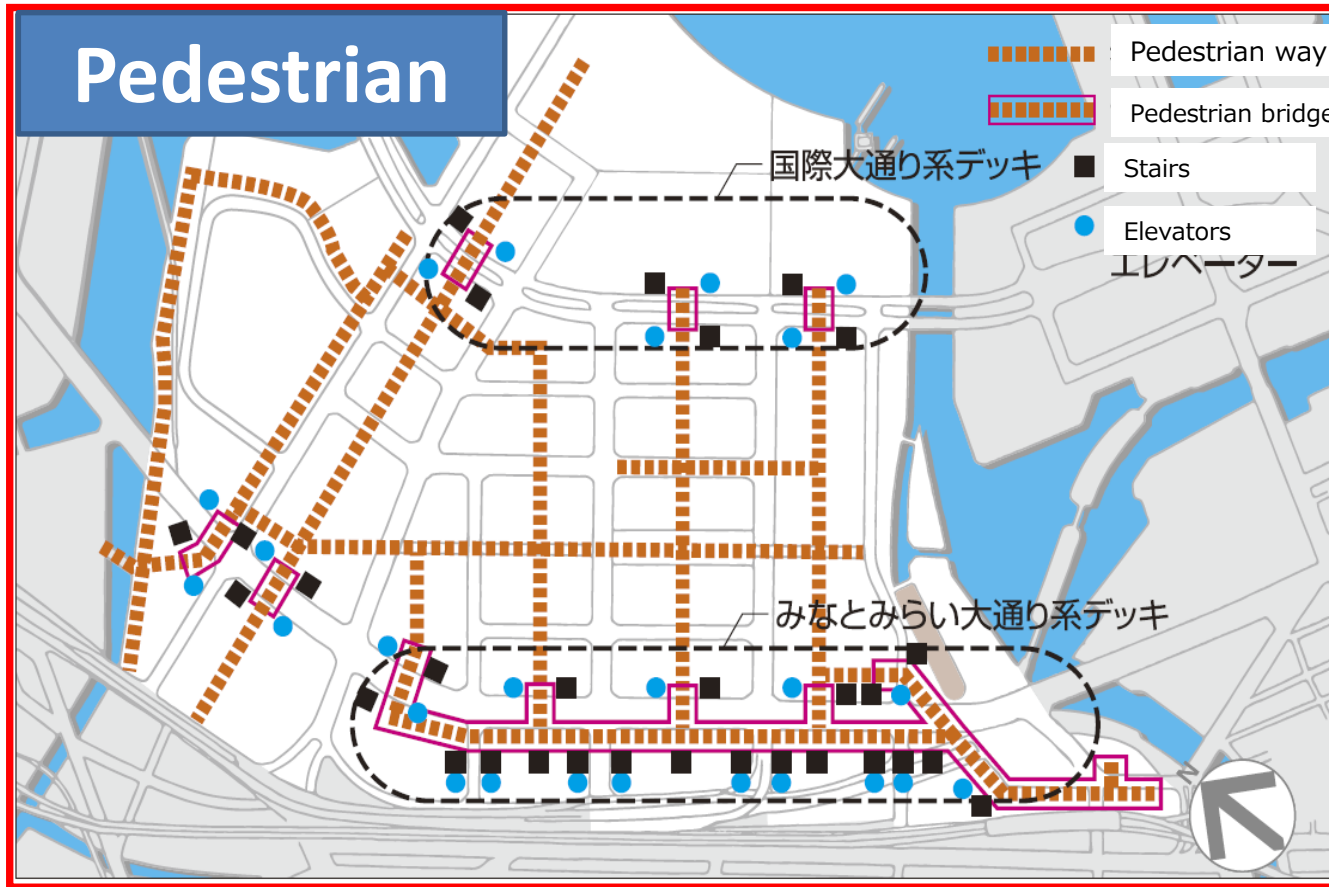 Pedestrian
Pedestrian way
Pedestrian bridge
国際大通り系デッキ
Stairs
Elevators
エレベーター
みなとみらい大通り系デッキ
N